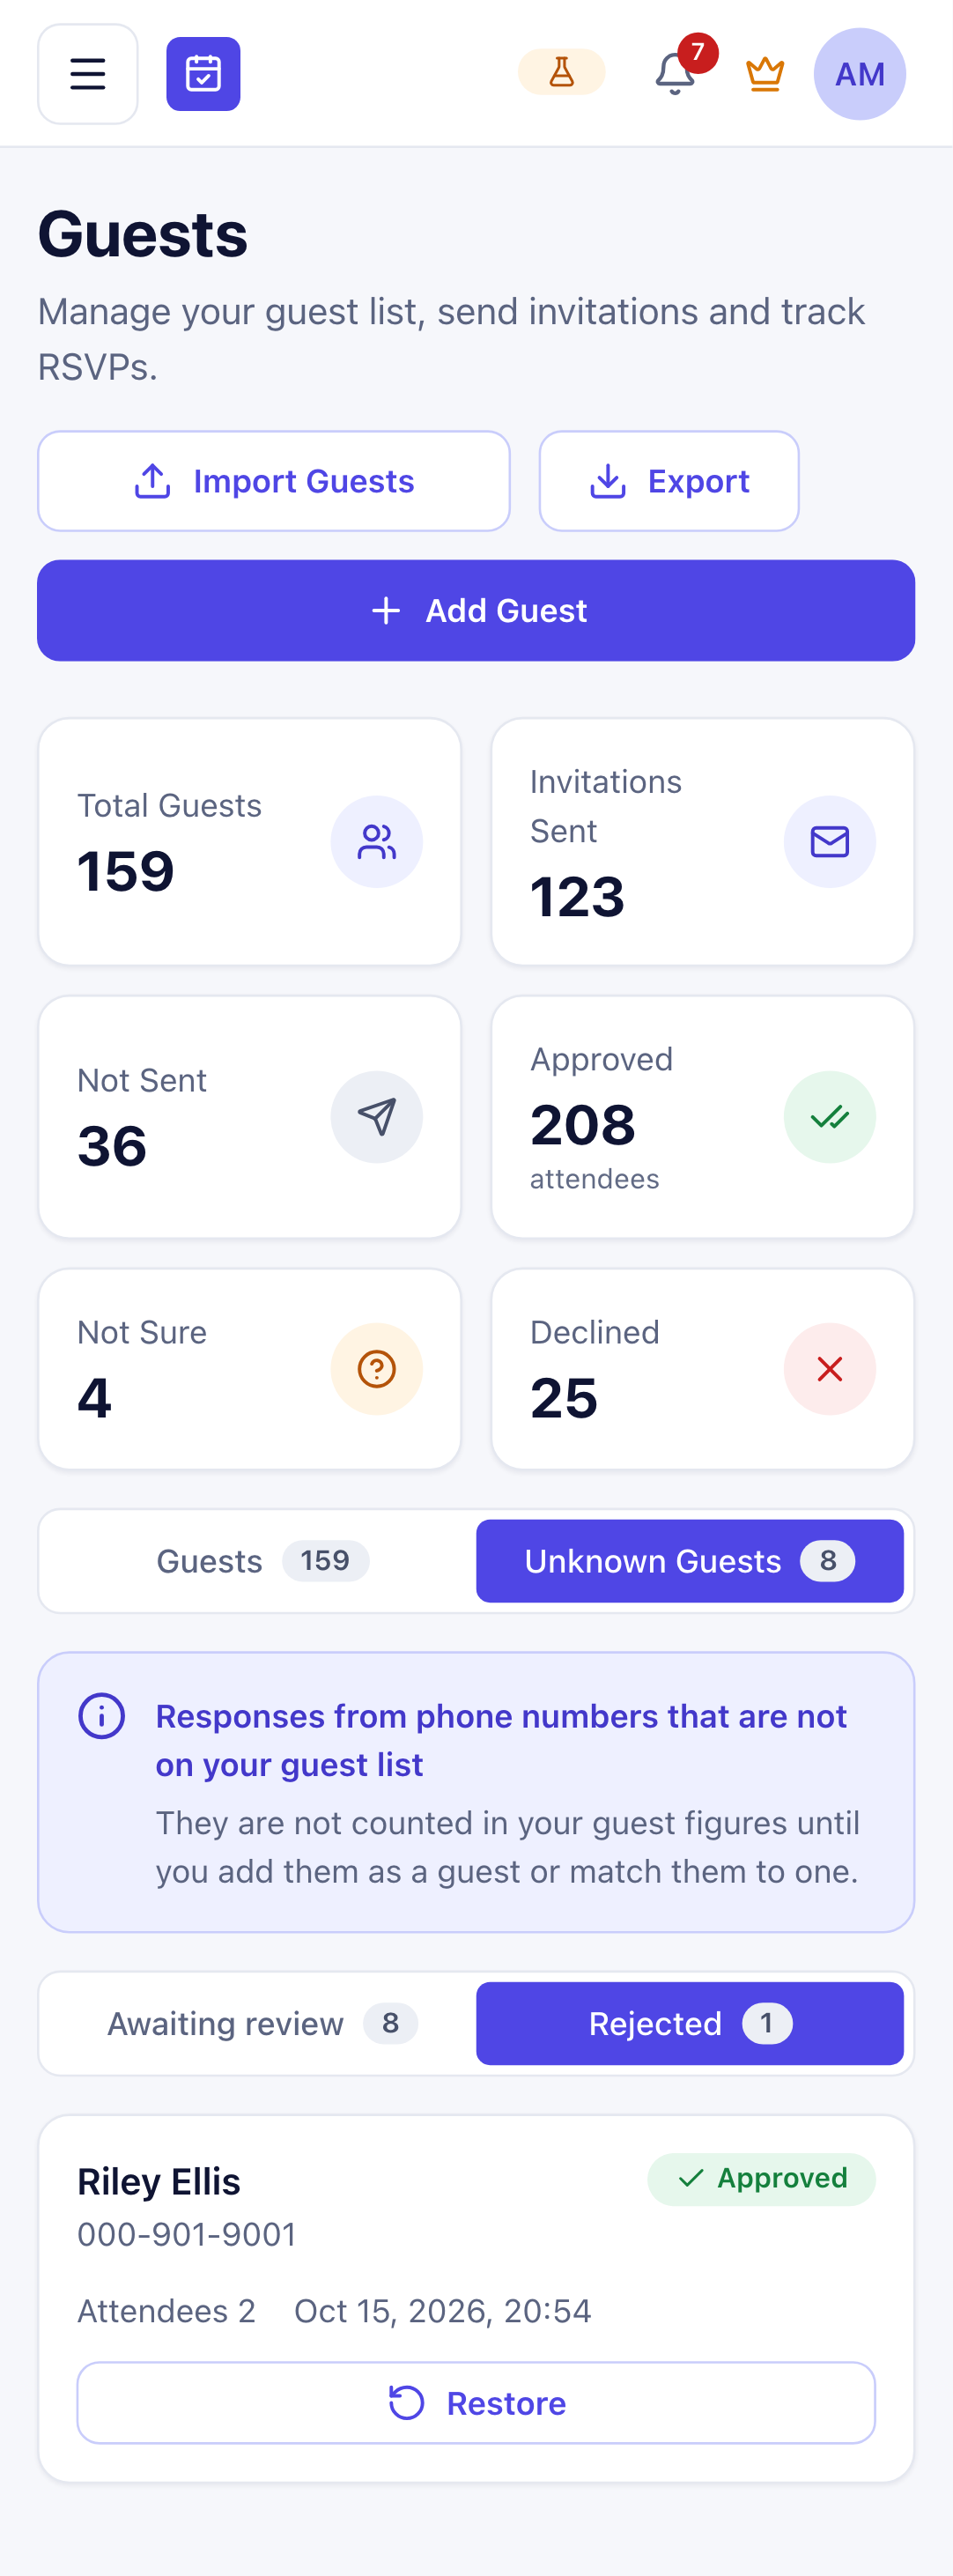 7
AM
Guests
Manage your guest list, send invitations and track
RSVPs.
Import Guests
Export
Add Guest
Total Guests
159
Invitations
Sent
123
Not Sent
36
Approved
208
attendees
Not Sure
4
Declined
25
Guests 159
Unknown Guests 8
Responses from phone numbers that are not
on your guest list
They are not counted in your guest figures until
you add them as a guest or match them to one.
Awaiting review 8
Rejected 1
Riley Ellis
Approved
000-901-9001
Attendees 2 Oct 15, 2026, 20:54
Restore